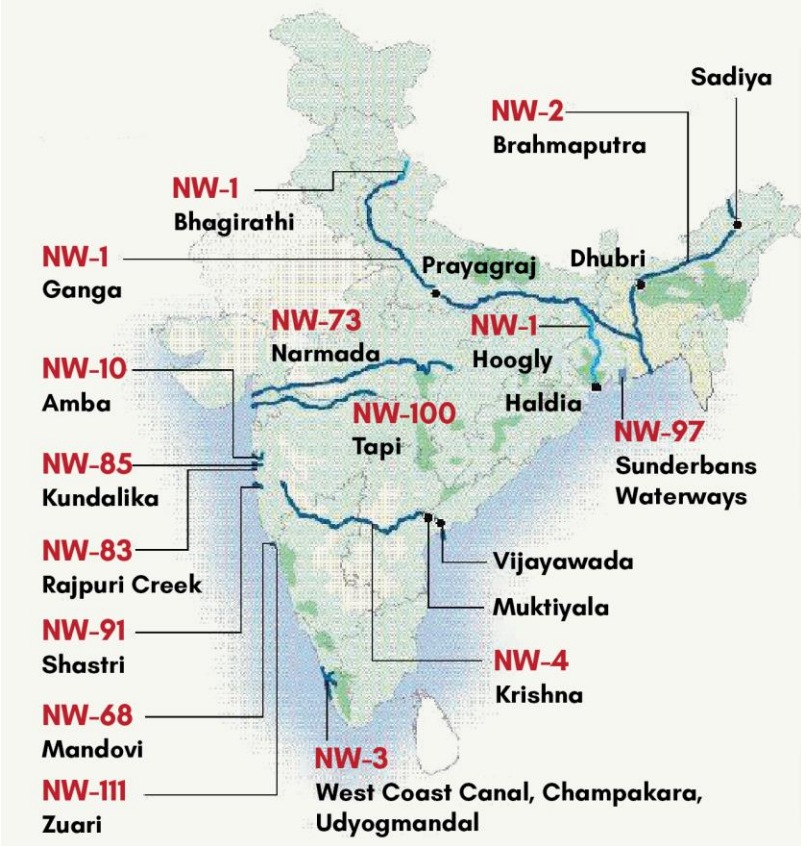 Sadiya
NW-2
Brahmaputra
NW-1
Bhagirathi
NW-1
Ganga
Prayagraj
Dhubri
NW-73
Narmada
NW-1
Hoogly
NW-10
Amba
NW-100
Tapi
Haldia
NW-97
Sunderbans
Waterways
NW-85
Kundalika
NW-83
Rajpuri Creek
Vijayawada
Muktiyala
NW-91
Shastri
NW-4
Krishna
NW-68
Mandovi
NW-3
West Coast Canal, Champakara,
Udyogmandal
NW-111
Zuari